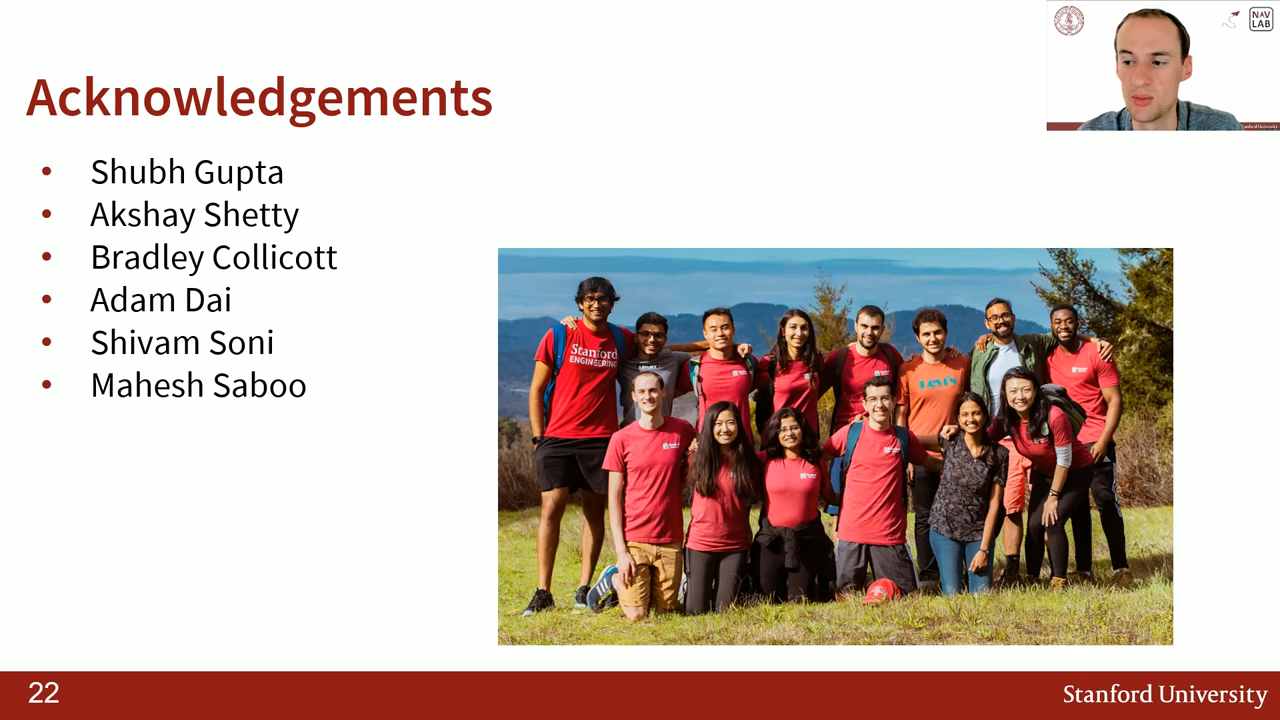 Acknowledgements
• Shubh Gupta
• Akshay Shetty
• Bradley Collicott
• Adam Dai
• Shivam Soni
• Mahesh Saboo
NAV
LAB
Stanford
ENGINEERING
22
Stanford University